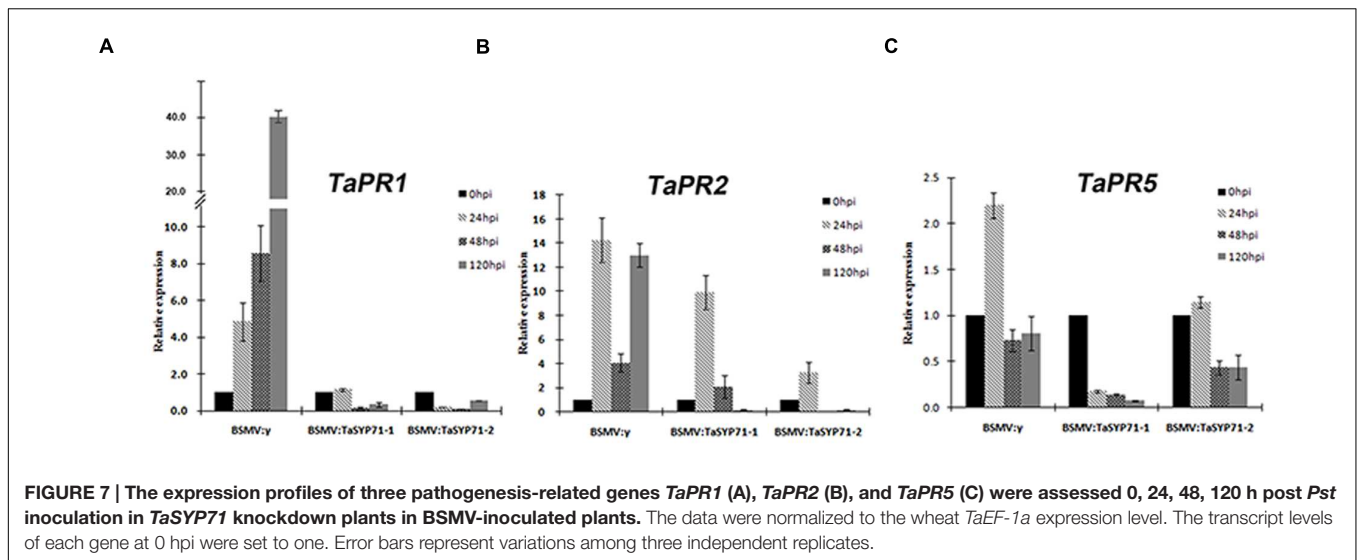 A
B
C
TaPR1
TaPR2
TaPR5
Relative expression
40.0
30.0
20.0
10.0
8.0
6.0
4.0
2.0
0.0
0hpi
24hpi
48hpi
120hpi
BSMV:y
BSMV:TaSYP71-1
BSMV:TaSYP71-2
Relative expression
18
16
14
12
10
8
6
4
2
0
0hpi
24hpi
48hpi
120hpi
BSMV:y
BSMV:TaSYP71-1
BSMV:TaSYP71-2
Relative expression
2.5
2.0
1.5
1.0
0.5
0.0
0hpi
24hpi
48hpi
120hpi
BSMV:y
BSMV:TaSYP71-1
BSMV:TaSYP71-2
FIGURE 7 | The expression profiles of three pathogenesis-related genes TaPR1 (A), TaPR2 (B), and TaPR5 (C) were assessed 0, 24, 48, 120 h post Pst
inoculation in TaSYP71 knockdown plants in BSMV-inoculated plants. The data were normalized to the wheat TaEF-1a expression level. The transcript levels
of each gene at 0 hpi were set to one. Error bars represent variations among three independent replicates.